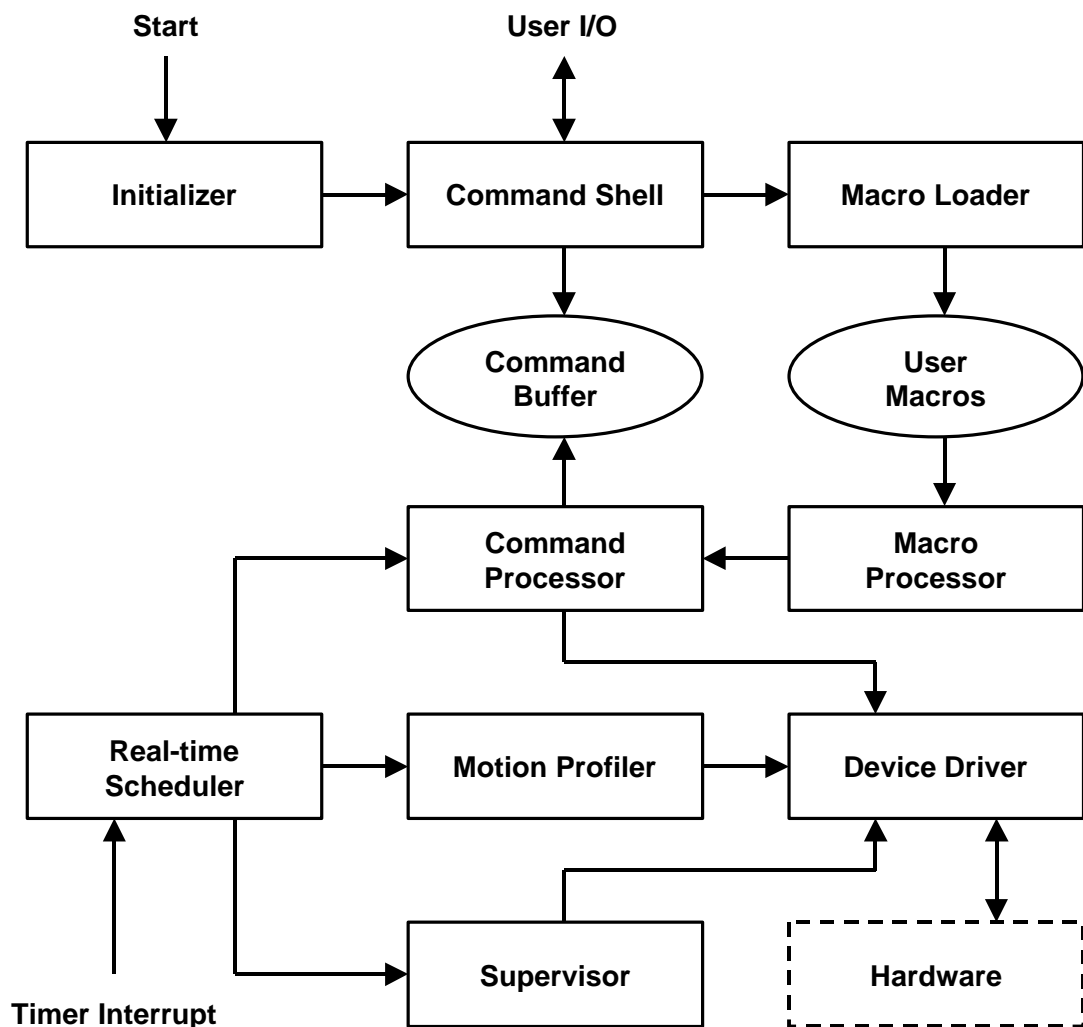 Start
User I/O
Initializer
Command Shell
Macro Loader
Command
Buffer
User
Macros
Command
Processor
Macro
Processor
Real-time
Scheduler
Motion Profiler
Device Driver
Supervisor
Hardware
Timer Interrupt